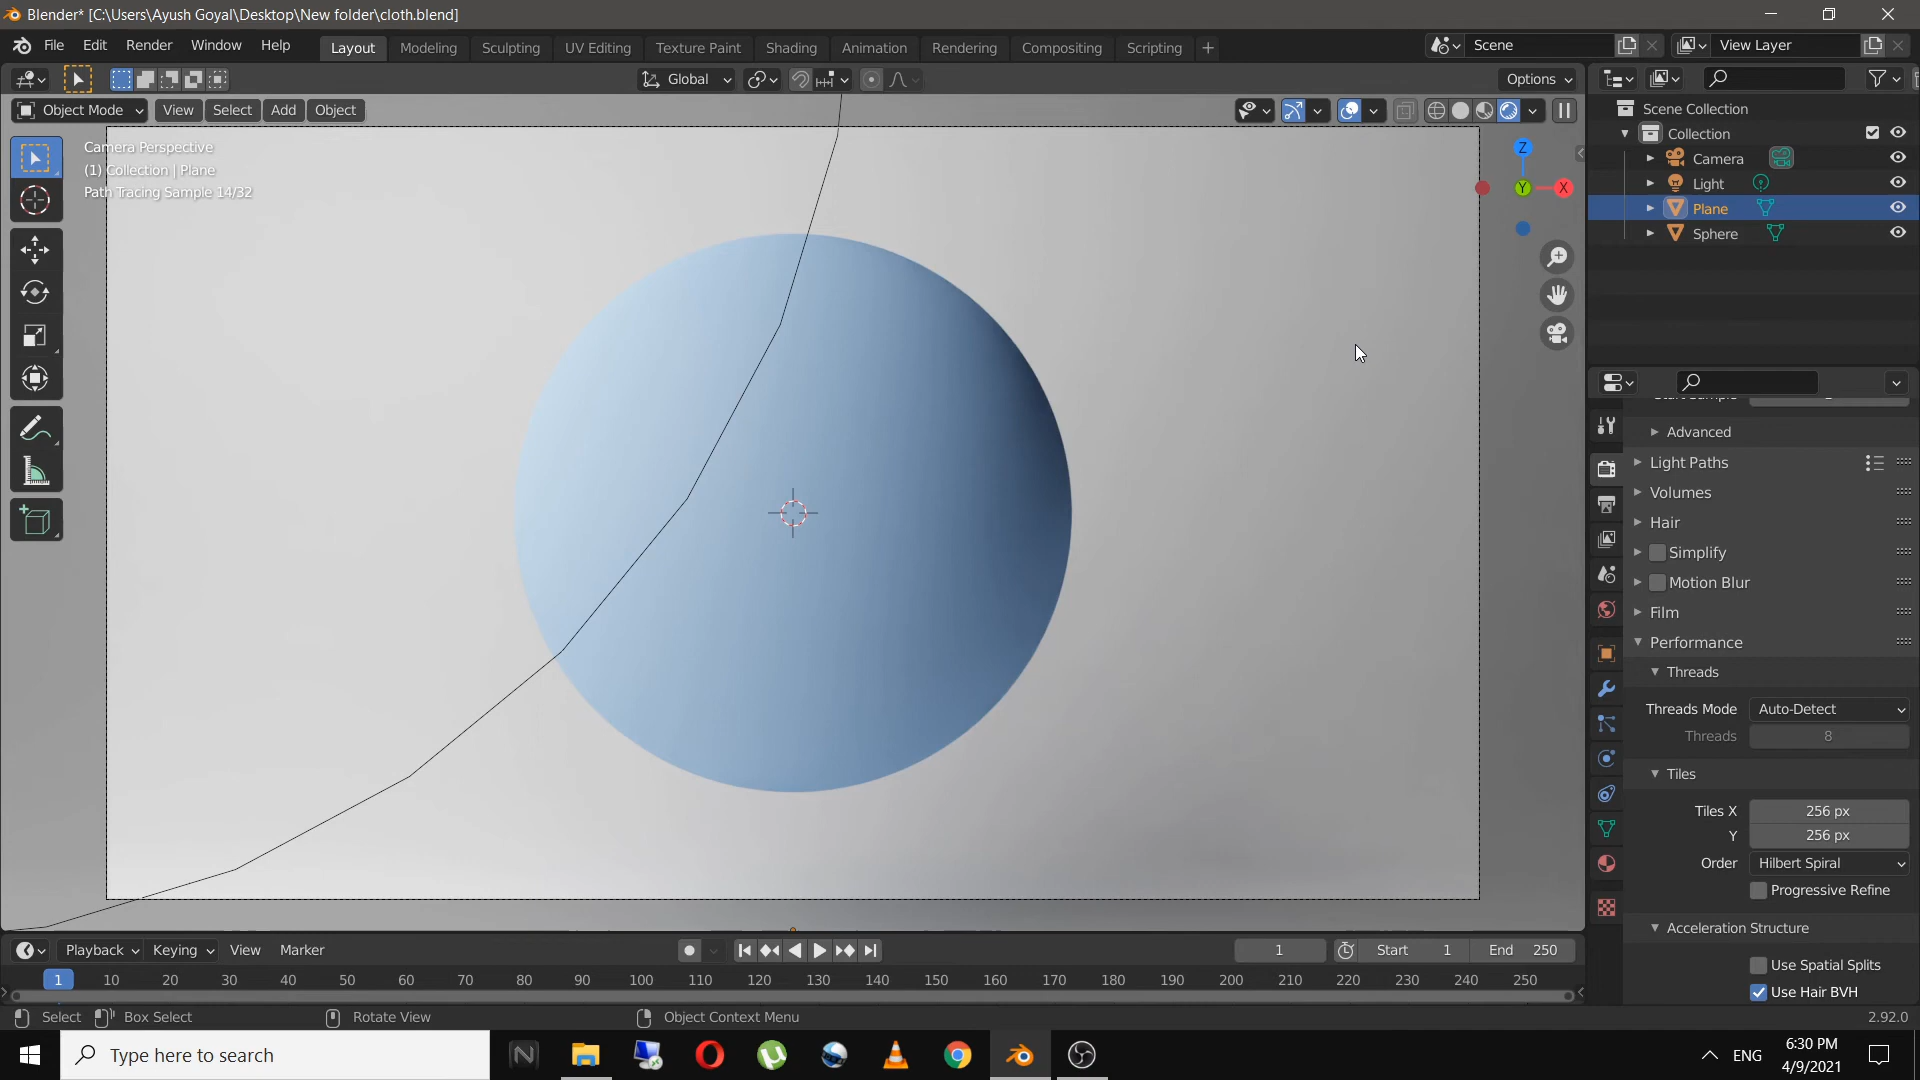 Blender* [C:\Users\Ayush Goyal\Desktop\New folder\cloth.blend]
File Edit Render Window Help Layout Modeling Sculpting UV Editing Texture Paint Shading Animation Rendering Compositing Scripting + Scene View Layer
Global Options
Object Mode View Select Add Object
Scene Collection
Collection
Camera
Light
Plane
Sphere
Camera Perspective
(1) Collection | Plane
Path Tracing Sample 14/32
Z
Y X
Advanced
Light Paths
Volumes
Hair
Simplify
Motion Blur
Film
Performance
Threads
Threads Mode Auto-Detect
Threads 8
Tiles
Tiles X 256 px
Y 256 px
Order Hilbert Spiral
Progressive Refine
Acceleration Structure
Use Spatial Splits
Use Hair BVH
Playback Keying View Marker 1 Start 1 End 250
1 10 20 30 40 50 60 70 80 90 100 110 120 130 140 150 160 170 180 190 200 210 220 230 240 250
Select Box Select Rotate View Object Context Menu 2.92.0
Type here to search
N
ENG
6:30 PM
4/9/2021